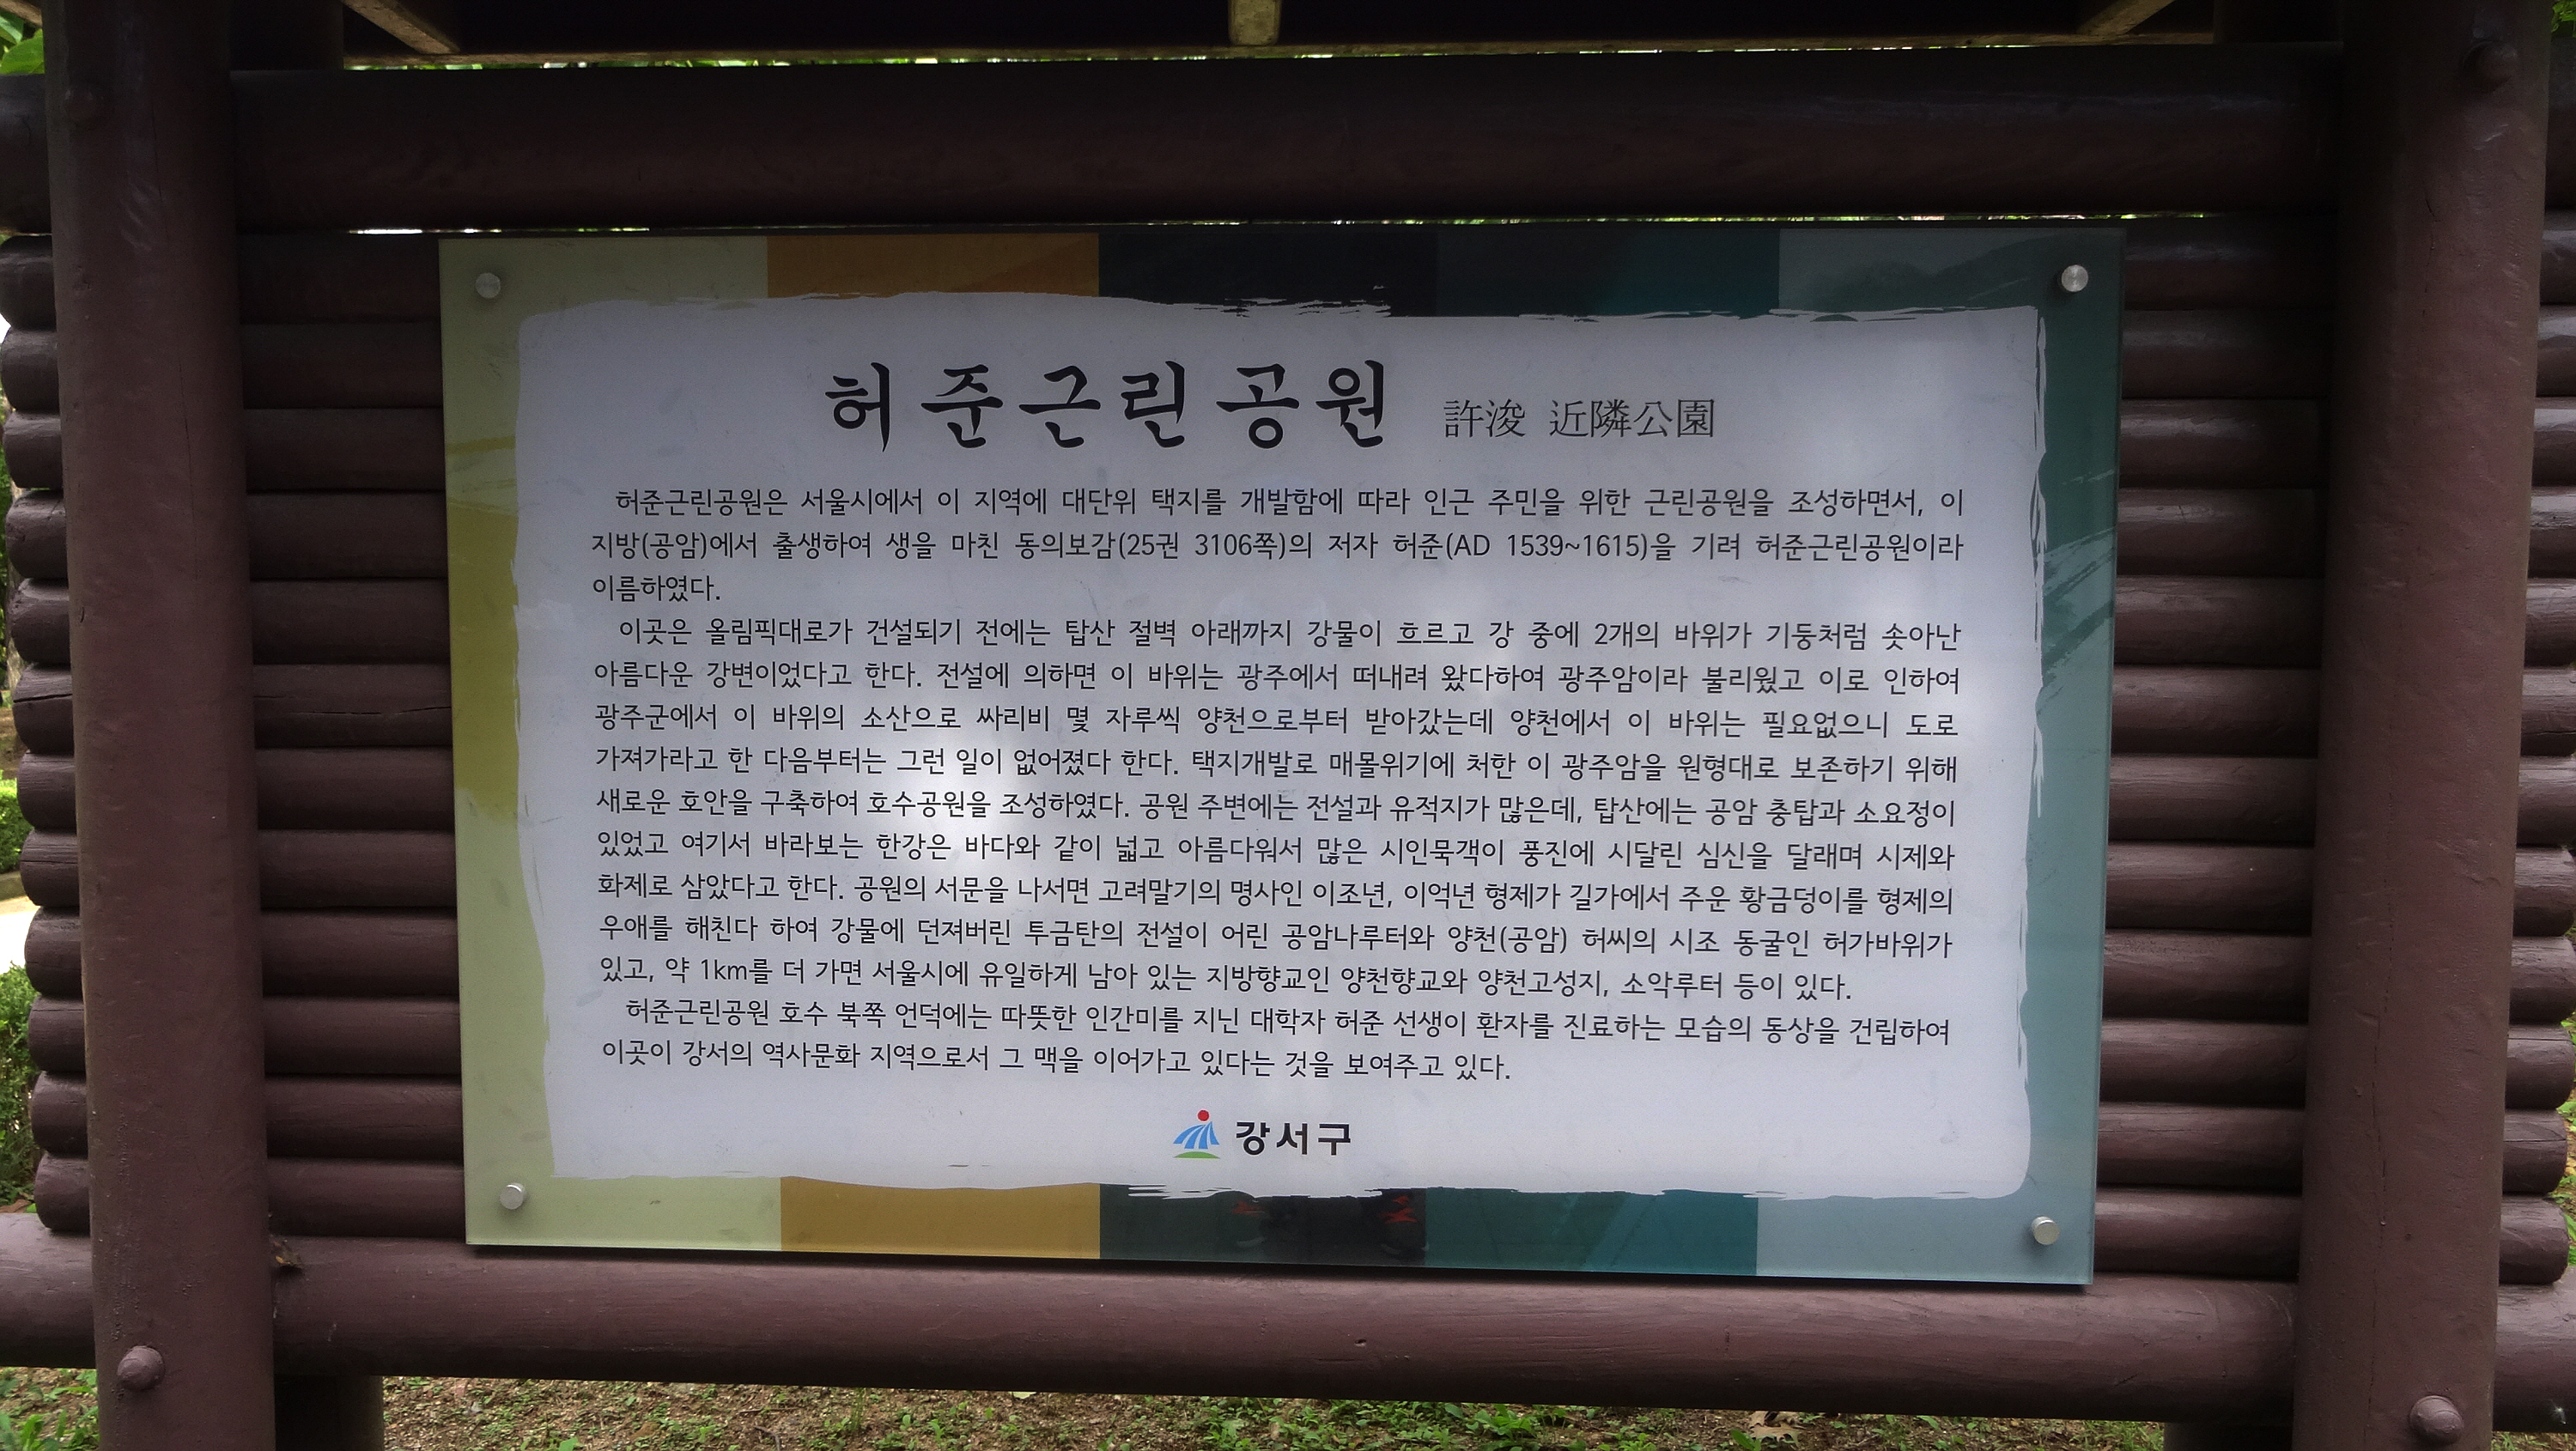 허준근린공원 許浚 近隣公園
허준근린공원은 서울시에서 이 지역에 대단위 택지를 개발함에 따라 인근 주민을 위한 근린공원을 조성하면서, 이
지방(공암)에서 출생하여 생을 마친 동의보감(25권 3106쪽)의 저자 허준(AD 1539~1615)을 기려 허준근린공원이라
이름하였다.
이곳은 올림픽대로가 건설되기 전에는 탑산 절벽 아래까지 강물이 흐르고 강 중에 2개의 바위가 기둥처럼 솟아난
아름다운 강변이었다고 한다. 전설에 의하면 이 바위는 광주에서 떠내려 왔다하여 광주암이라 불리웠고 이로 인하여
광주군에서 이 바위의 소산으로 싸리비 몇 자루씩 양천으로부터 받아갔는데 양천에서 이 바위는 필요없으니 도로
가져가라고 한 다음부터는 그런 일이 없어졌다 한다. 택지개발로 매몰위기에 처한 이 광주암을 원형대로 보존하기 위해
새로운 호안을 구축하여 호수공원을 조성하였다. 공원 주변에는 전설과 유적지가 많은데, 탑산에는 공암 층탑과 소요정이
있었고 여기서 바라보는 한강은 바다와 같이 넓고 아름다워서 많은 시인묵객이 풍진에 시달린 심신을 달래며 시제와
화제로 삼았다고 한다. 공원의 서문을 나서면 고려말기의 명사인 이조년, 이억년 형제가 길가에서 주운 황금덩이를 형제의
우애를 해친다 하여 강물에 던져버린 투금탄의 전설이 어린 공암나루터와 양천(공암) 허씨의 시조 동굴인 허가바위가
있고, 약 1km를 더 가면 서울시에 유일하게 남아 있는 지방향교인 양천향교와 양천고성지, 소악루터 등이 있다.
허준근린공원 호수 북쪽 언덕에는 따뜻한 인간미를 지닌 대학자 허준 선생이 환자를 진료하는 모습의 동상을 건립하여
이곳이 강서의 역사문화 지역으로서 그 맥을 이어가고 있다는 것을 보여주고 있다.
강서구